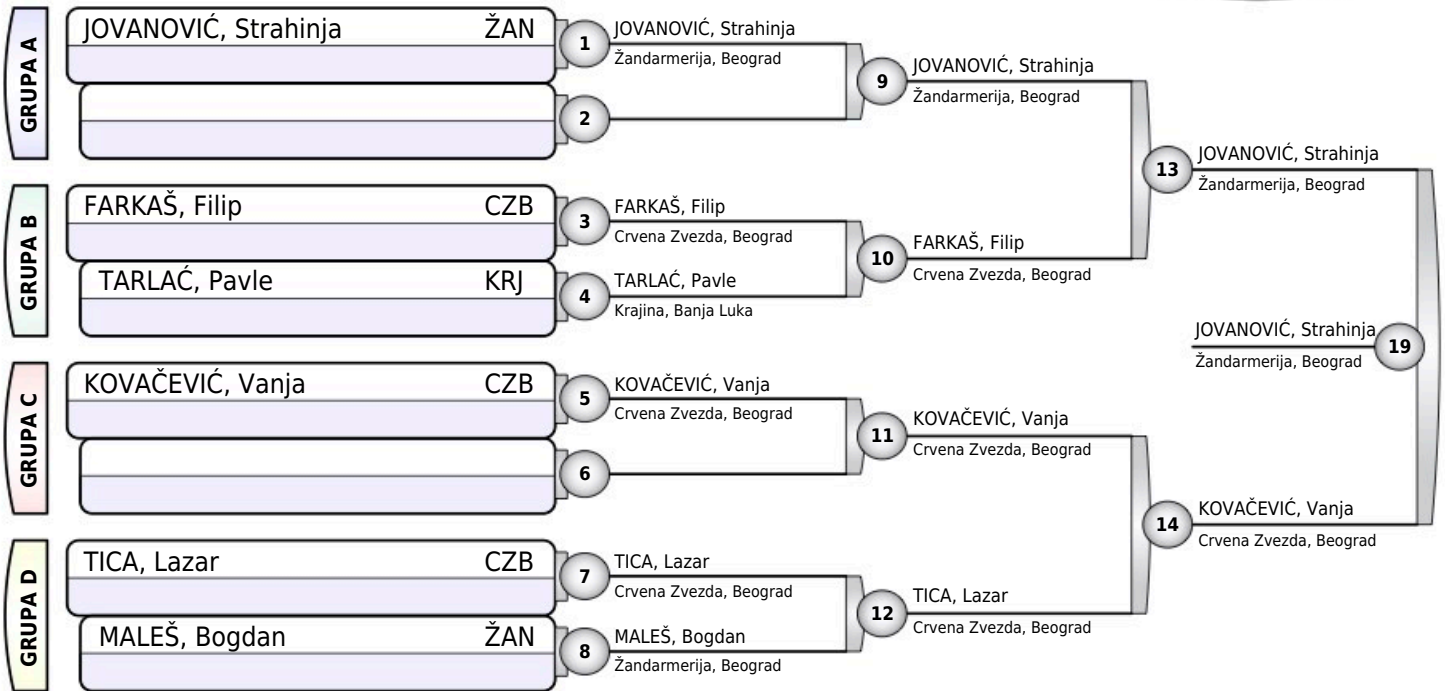 GRUPA A
JOVANOVIĆ, Strahinja ŽAN
1
JOVANOVIĆ, Strahinja
Žandarmerija, Beograd
2
9
JOVANOVIĆ, Strahinja
Žandarmerija, Beograd
GRUPA B
FARKAŠ, Filip CZB
3
FARKAŠ, Filip
Crvena Zvezda, Beograd
TARLAĆ, Pavle KRJ
4
TARLAĆ, Pavle
Krajina, Banja Luka
10
FARKAŠ, Filip
Crvena Zvezda, Beograd
13
JOVANOVIĆ, Strahinja
Žandarmerija, Beograd
GRUPA C
KOVAČEVIĆ, Vanja CZB
5
KOVAČEVIĆ, Vanja
Crvena Zvezda, Beograd
6
11
KOVAČEVIĆ, Vanja
Crvena Zvezda, Beograd
GRUPA D
TICA, Lazar CZB
7
TICA, Lazar
Crvena Zvezda, Beograd
MALEŠ, Bogdan ŽAN
8
MALEŠ, Bogdan
Žandarmerija, Beograd
12
TICA, Lazar
Crvena Zvezda, Beograd
14
KOVAČEVIĆ, Vanja
Crvena Zvezda, Beograd
JOVANOVIĆ, Strahinja
Žandarmerija, Beograd
19